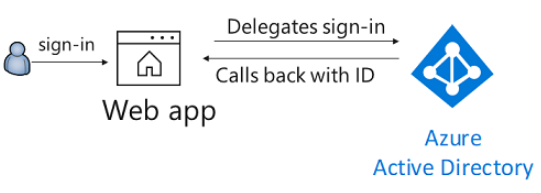 sign-in
Delegates sign-in
Calls back with ID
Web app
Azure
Active Directory